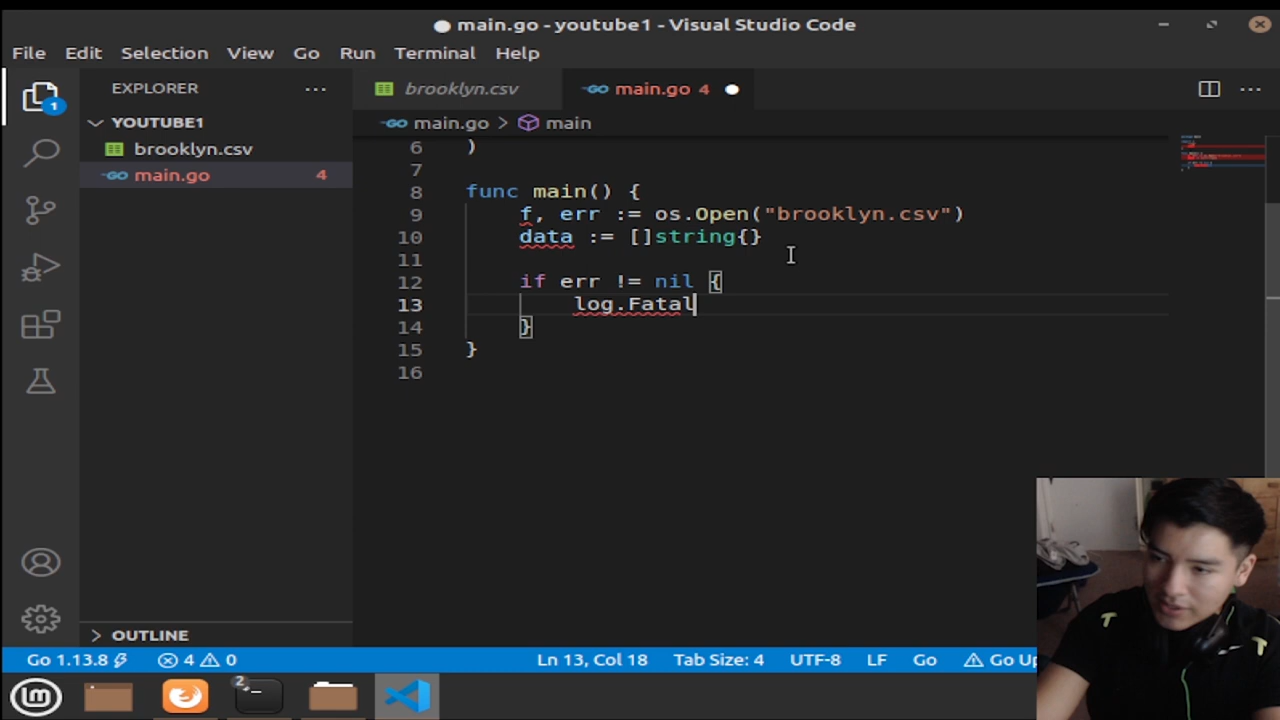 main.go - youtube1 - Visual Studio Code
File Edit Selection View Go Run Terminal Help
EXPLORER ...
brooklyn.csv
main.go 4
1
YOUTUBE1
main.go > main
brooklyn.csv
main.go 4
6 )
7
8 func main() {
9 f, err := os.Open("brooklyn.csv")
10 data := []string{}
11
12 if err != nil {
13 log.Fatal
14 }
15 }
16
OUTLINE
Go 1.13.8 4 0 Ln 13, Col 18 Tab Size: 4 UTF-8 LF Go Go Up
2